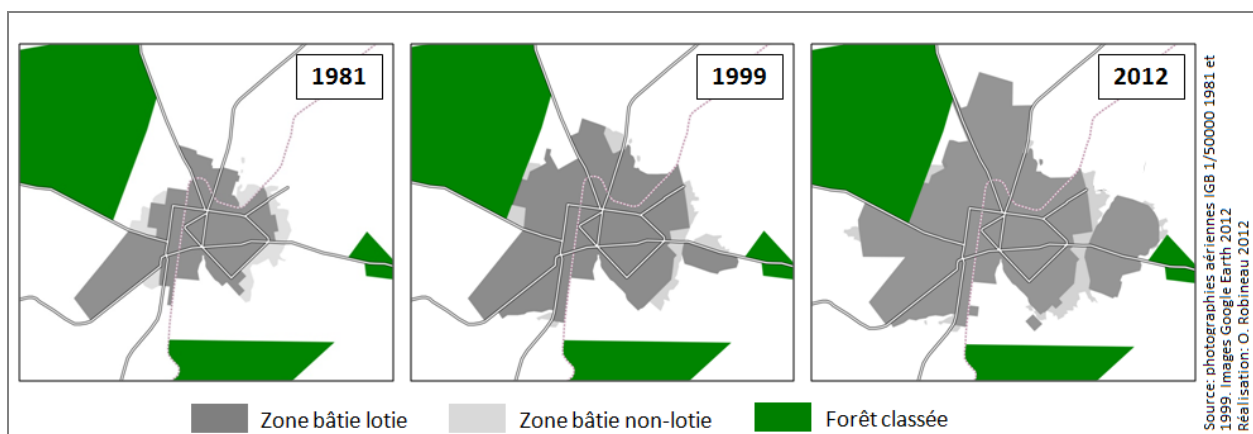 1981
1999
2012
Zone bâtie lotie
Zone bâtie non-lotie
Forêt classée
Source: photographies aériennes IGB 1/50000 1981 et
1999. Images Google Earth 2012
Réalisation: O. Robineau 2012